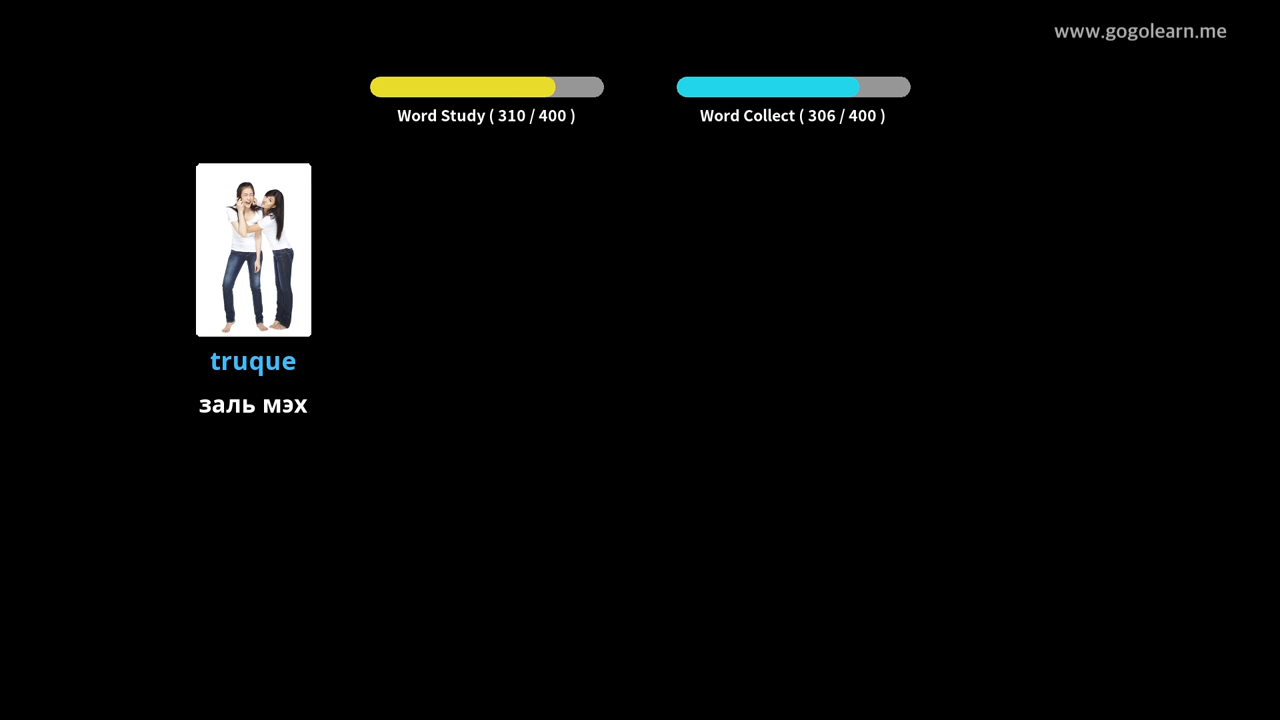 www.gogolearn.me
Word Study ( 310 / 400 )
Word Collect ( 306 / 400 )
truque
заль мэх